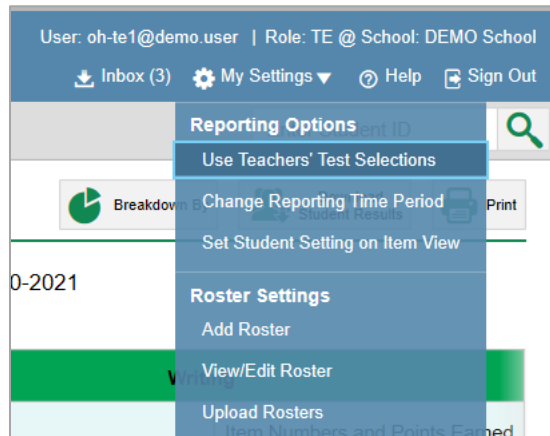 User: oh-te1@demo.user | Role: TE @ School: DEMO School
Inbox (3) My Settings ▼ Help Sign Out
Reporting Options
Student ID
Use Teachers' Test Selections
Breakdown By
Student Results
Print
Change Reporting Time Period
Set Student Setting on Item View
0-2021
Roster Settings
Add Roster
View/Edit Roster
Writing
Upload Rosters
Item Numbers and Points Earned